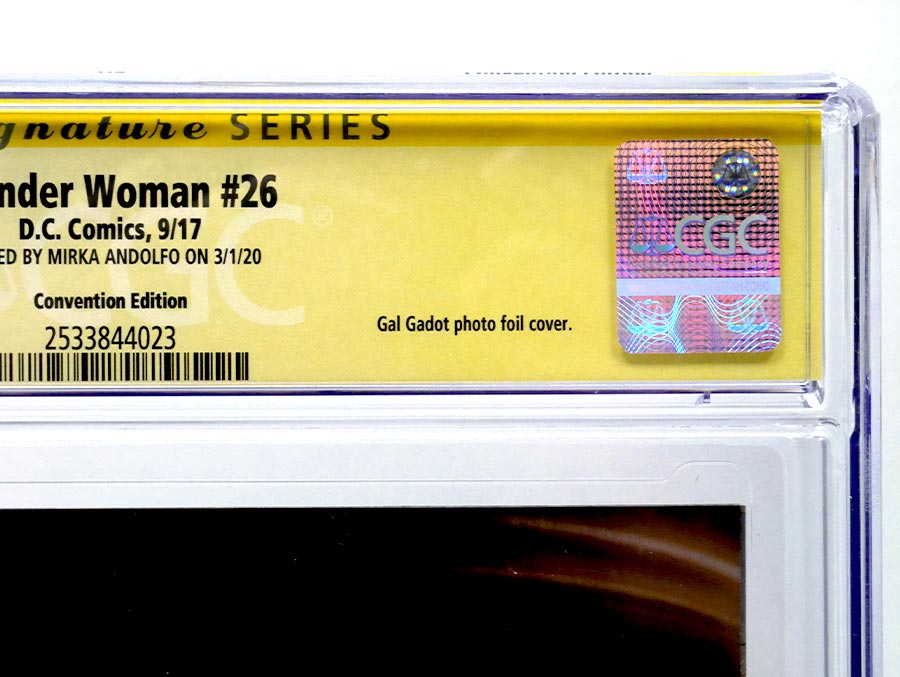 gnature SERIES
nder Woman #26
D.C. Comics, 9/17
ED BY MIRKA ANDOLFO ON 3/1/20
Convention Edition
2533844023
Gal Gadot photo foil cover.
CGC
CGC